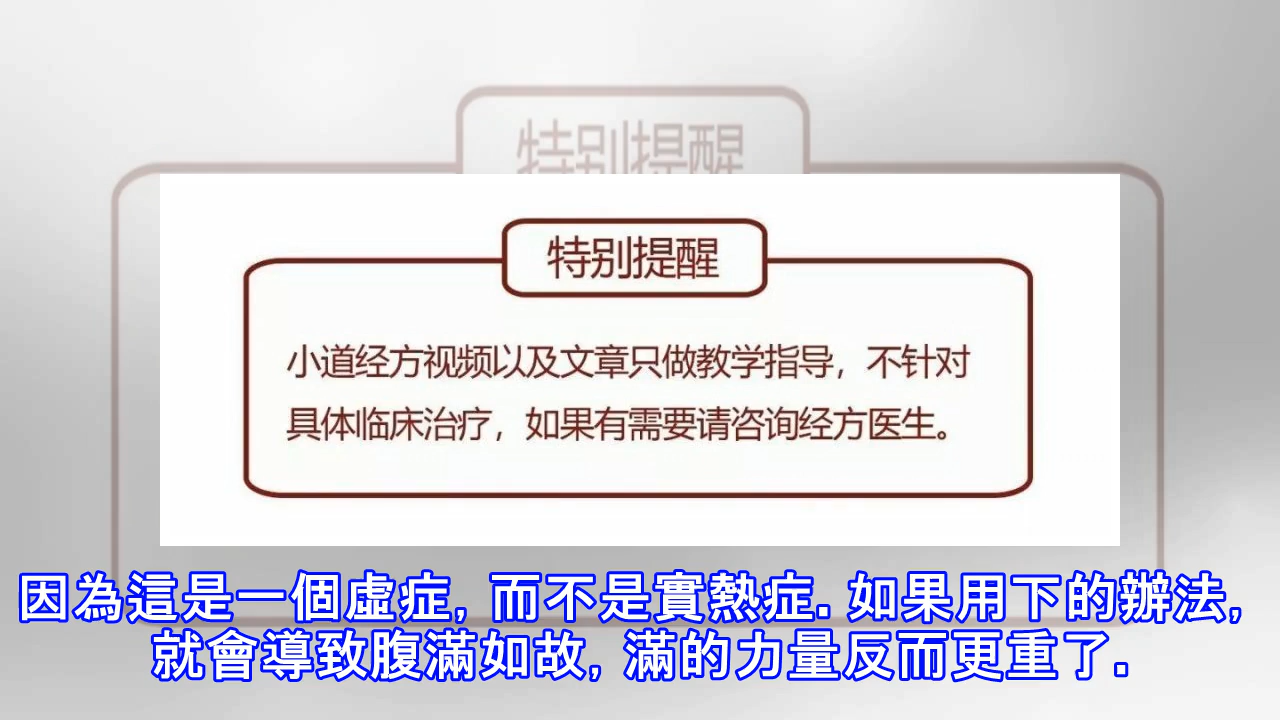 特别提醒
特别提醒
小道经方视频以及文章只做教学指导，不针对
具体临床治疗，如果有需要请咨询经方医生。
因為這是一個虛症, 而不是實熱症. 如果用下的辦法,
就會導致腹滿如故, 滿的力量反而更重了.